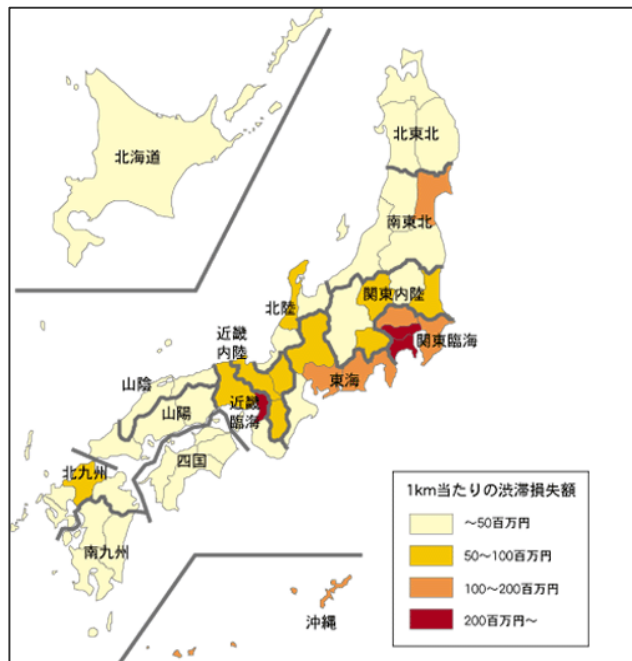 北海道
北東北
南東北
北陸
関東内陸
近畿
内陸
関東臨海
東海
山陰
近畿
臨海
山陽
四国
北九州
南九州
沖縄
1km当たりの渋滞損失額
～50百万円
50～100百万円
100～200百万円
200百万円～